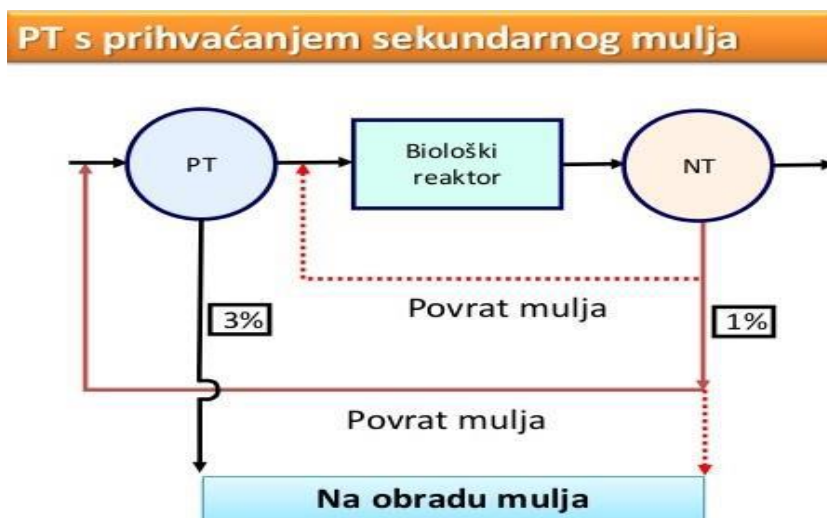 PT s prihvaćanjem sekundarnog mulja
PT
Biološki
reaktor
NT
Povrat mulja
3%
1%
Povrat mulja
Na obradu mulja